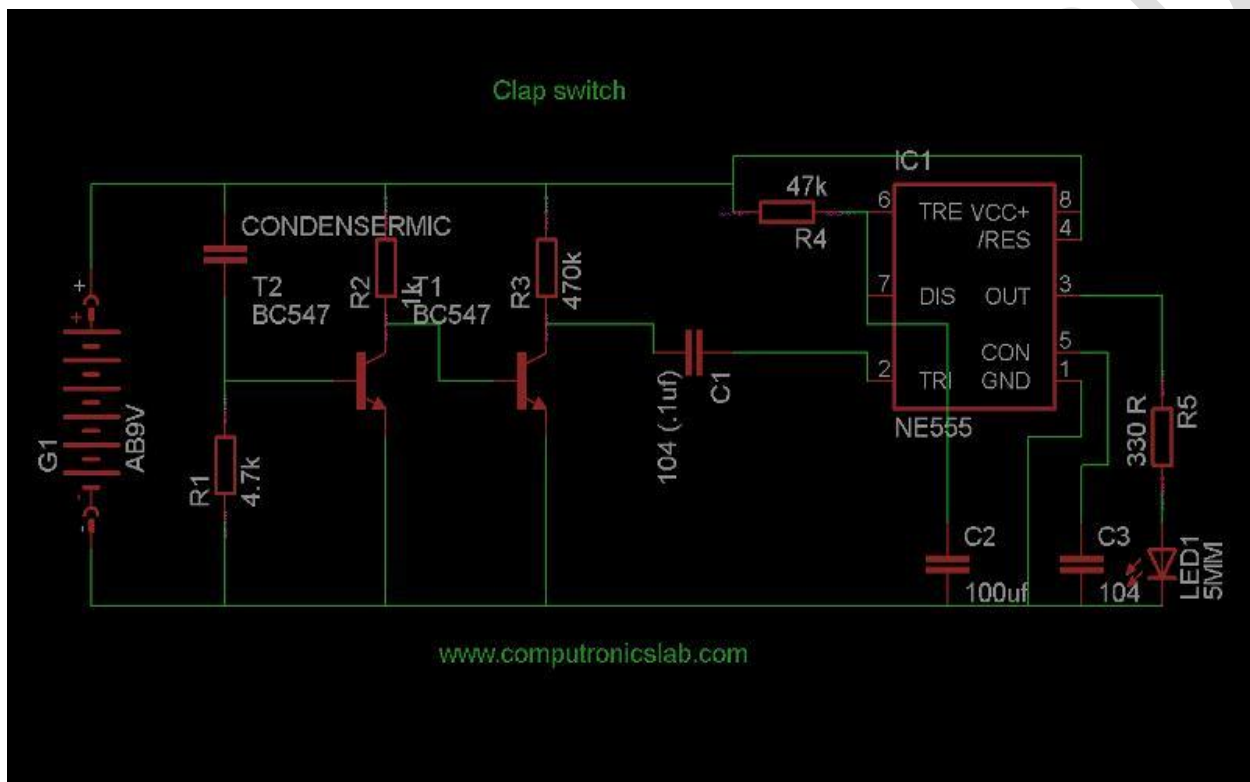 Clap switch
IC1
CONDENSERMIC
47k
R4
6
TRE
VCC+
8
/RES
4
T2
BC547
R2
1k
T1
BC547
R3
470k
7
DIS
OUT
3
CON
5
2
TRI
GND
1
NE555
+
+
G1
AB9V
-
-
R1
4.7k
104 (.1uf)
C1
330 R
R5
C2
100uf
C3
104
LED1
5MM
www.computronicslab.com